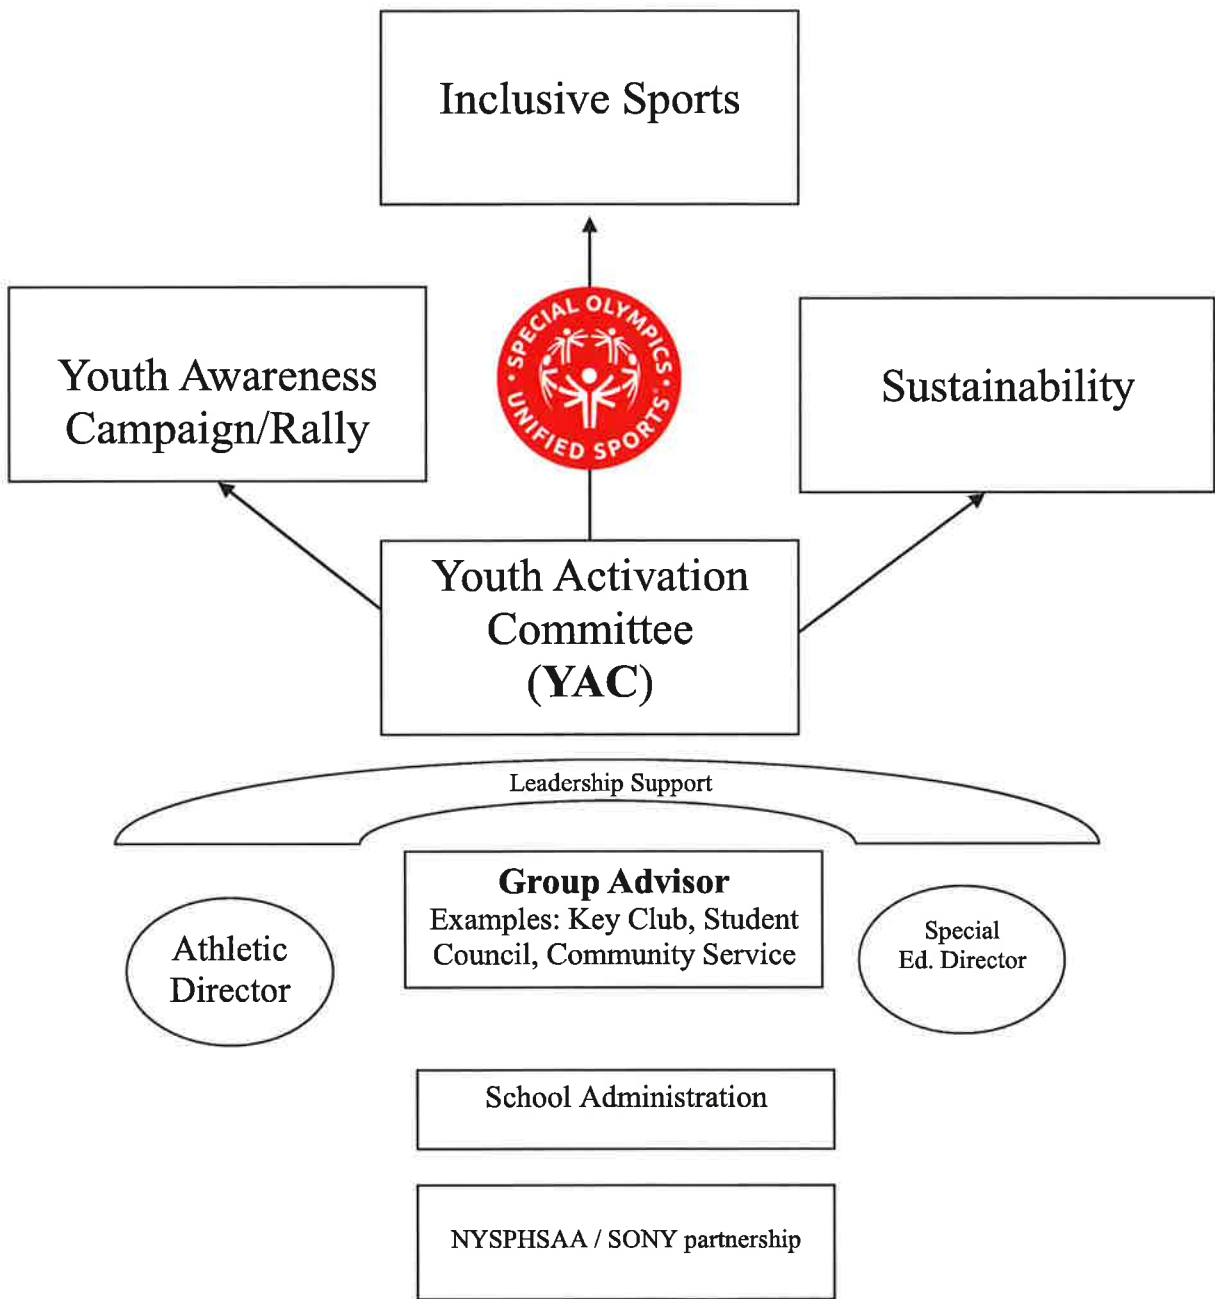 Inclusive Sports
SPECIAL OLYMPICS
UNIFIED SPORTS
Youth Awareness
Campaign/Rally
Sustainability
Youth Activation
Committee
(YAC)
Leadership Support
Group Advisor
Examples: Key Club, Student
Council, Community Service
Athletic
Director
Special
Ed. Director
School Administration
NYSPHSAA / SONY partnership